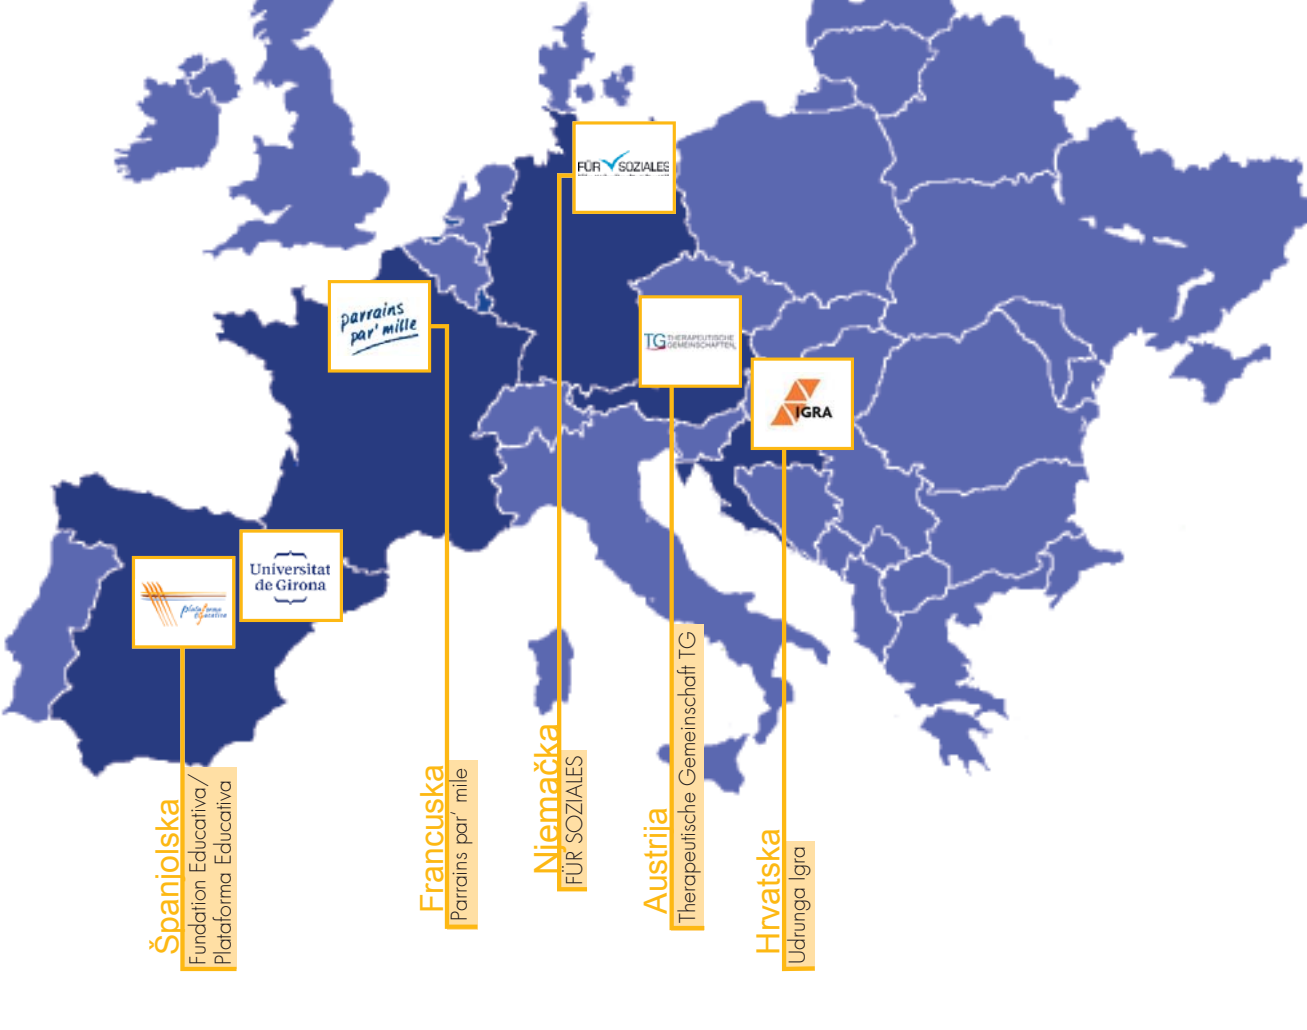 FÜR SOZIALES
parrains
par' mille
TG THERAPEUTISCHE
GEMEINSCHAFTEN
IGRA
Universitat
de Girona
plataforma
educativa
Španjolska
Fundation Educativa/
Plataforma Educativa
Francuska
Parrains par' mile
Njemačka
FÜR SOZIALES
Austrija
Therapeutische Gemeinschaft TG
Hrvatska
Udrunga Igra